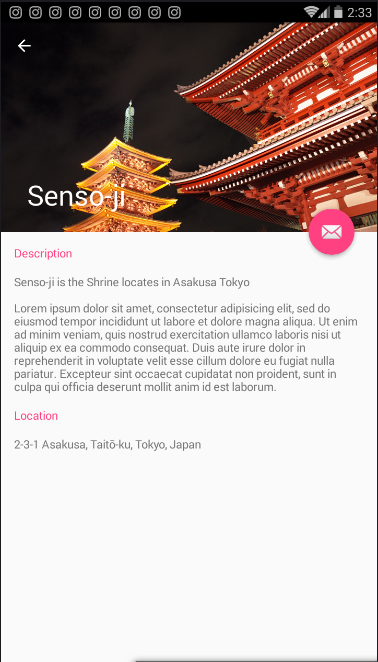 2:33
Senso-ji
Description
Senso-ji is the Shrine locates in Asakusa Tokyo
Lorem ipsum dolor sit amet, consectetur adipisicing elit, sed do
eiusmod tempor incididunt ut labore et dolore magna aliqua. Ut enim
ad minim veniam, quis nostrud exercitation ullamco laboris nisi ut
aliquip ex ea commodo consequat. Duis aute irure dolor in
reprehenderit in voluptate velit esse cillum dolore eu fugiat nulla
pariatur. Excepteur sint occaecat cupidatat non proident, sunt in
culpa qui officia deserunt mollit anim id est laborum.
Location
2-3-1 Asakusa, Taitō-ku, Tokyo, Japan